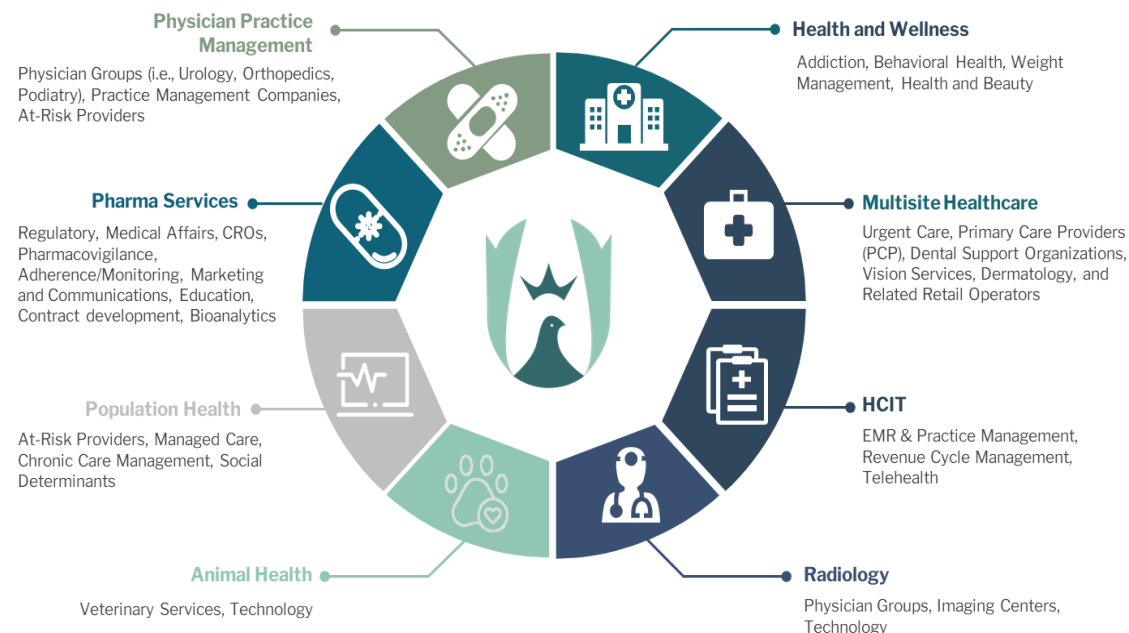 Physician Practice
Management
Physician Groups (i.e., Urology, Orthopedics,
Podiatry), Practice Management Companies,
At-Risk Providers
Health and Wellness
Addiction, Behavioral Health, Weight
Management, Health and Beauty
Pharma Services
Regulatory, Medical Affairs, CROs,
Pharmacovigilance,
Adherence/Monitoring, Marketing
and Communications, Education,
Contract development, Bioanalytics
Multisite Healthcare
Urgent Care, Primary Care Providers
(PCP), Dental Support Organizations,
Vision Services, Dermatology, and
Related Retail Operators
Population Health
At-Risk Providers, Managed Care,
Chronic Care Management, Social
Determinants
HCIT
EMR & Practice Management,
Revenue Cycle Management,
Telehealth
Animal Health
Veterinary Services, Technology
Radiology
Physician Groups, Imaging Centers,
Technology